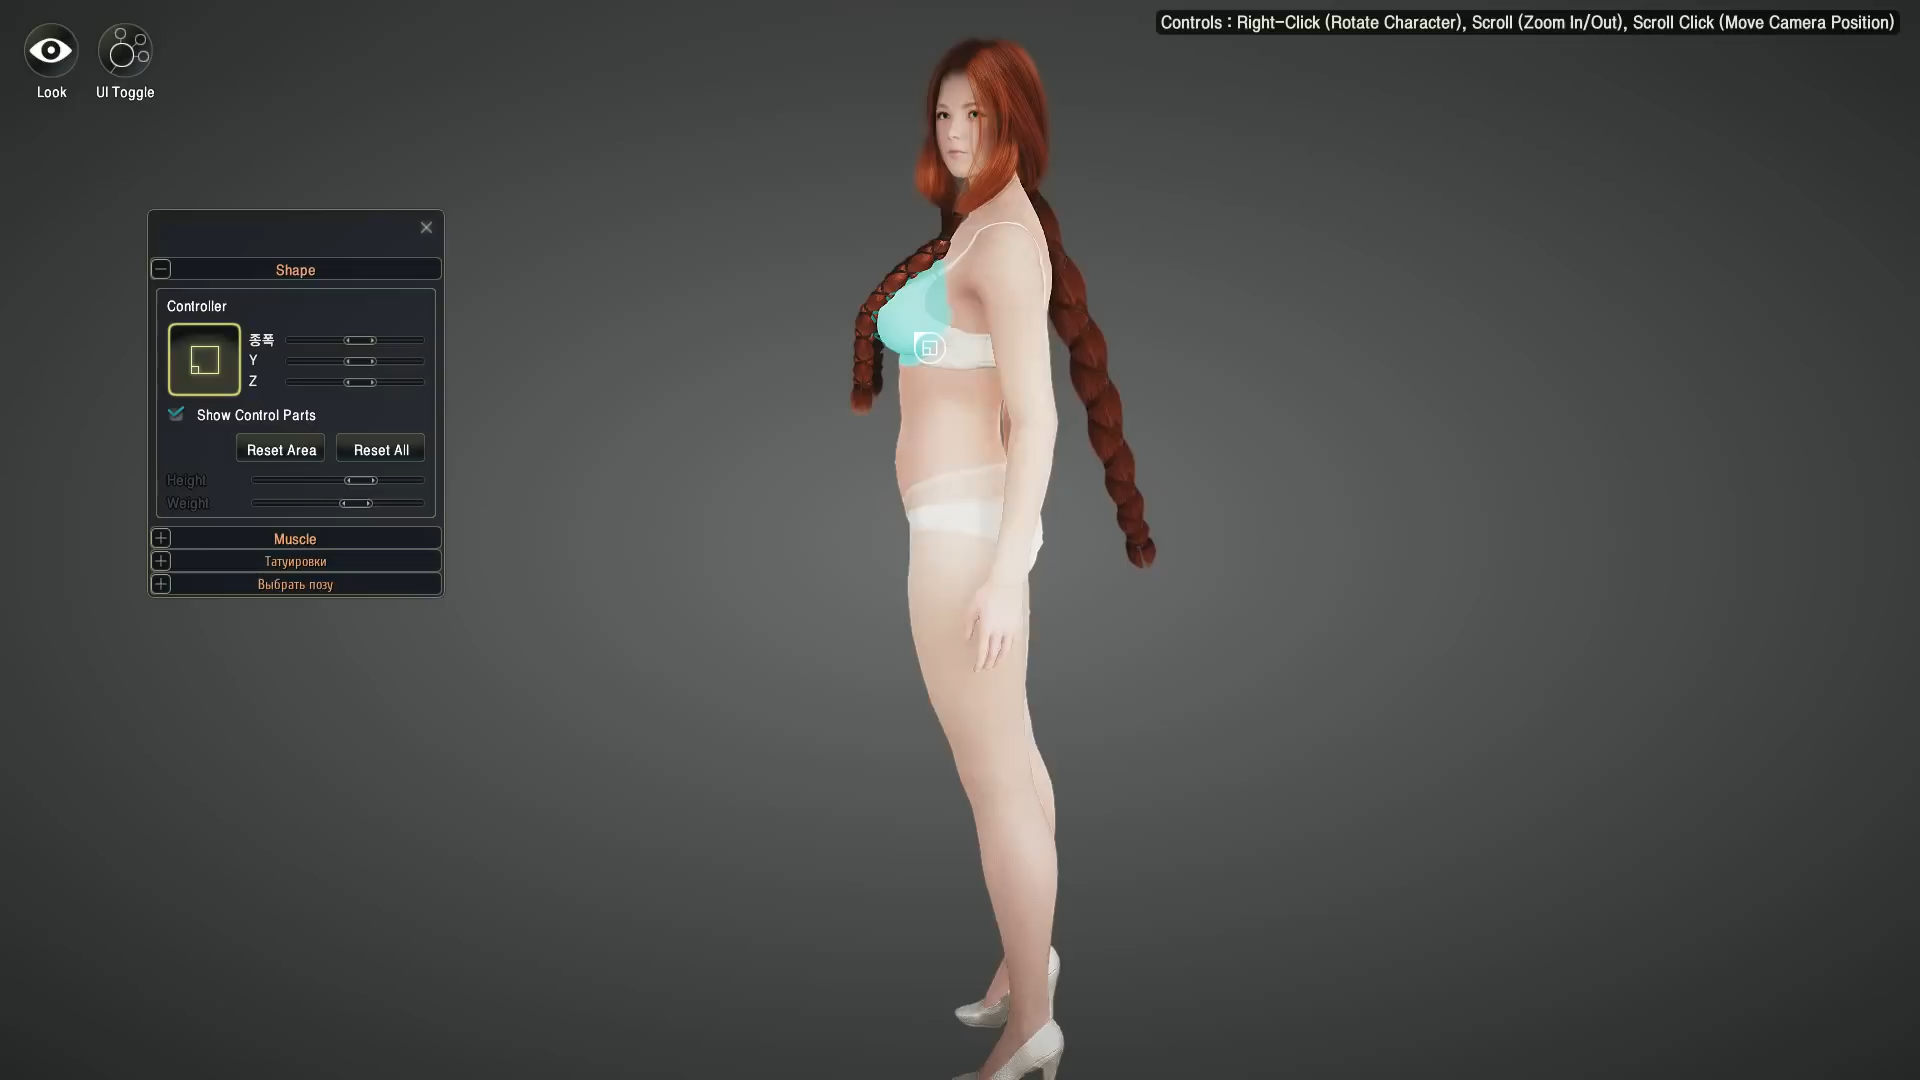 Controls : Right-Click (Rotate Character), Scroll (Zoom In/Out), Scroll Click (Move Camera Position)
Look
UI Toggle
Shape
Controller
종폭
Y
Z
Show Control Parts
Reset Area
Reset All
Height
Weight
Muscle
Татуировки
Выбрать позу